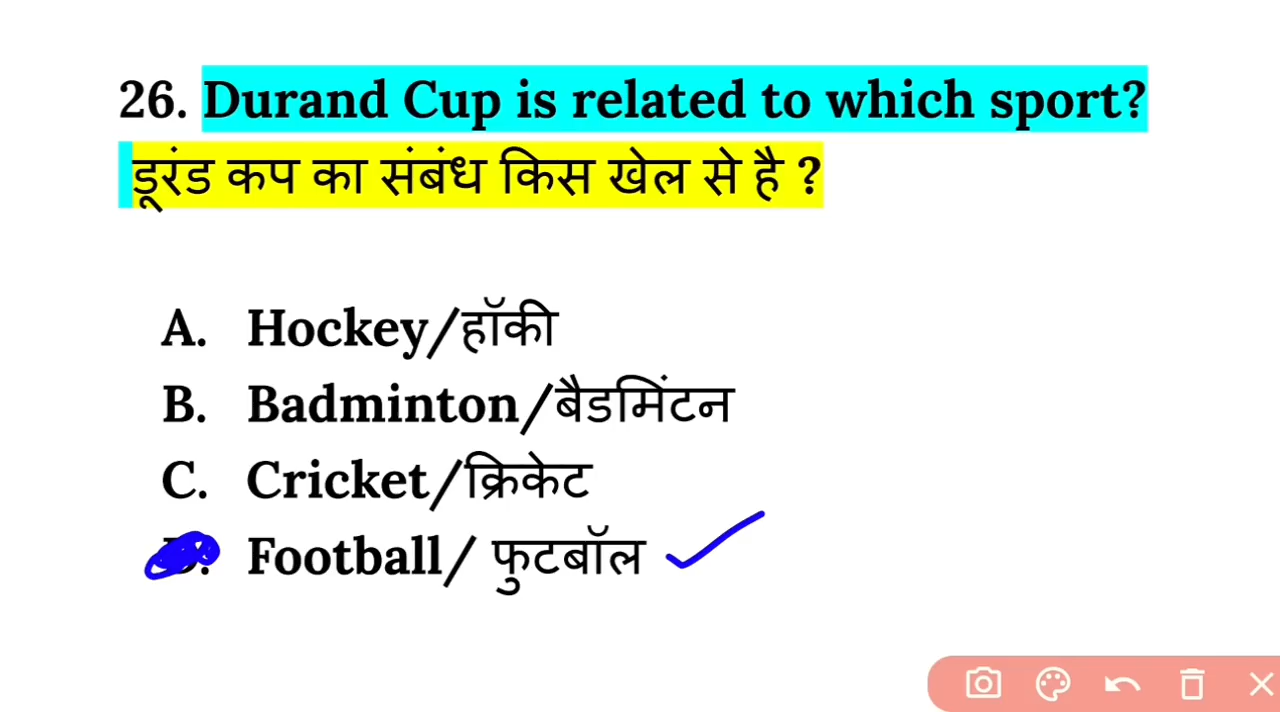 26. Durand Cup is related to which sport?
डूरंड कप का संबंध किस खेल से है ?
A. Hockey/हॉकी
B. Badminton/बैडमिंटन
C. Cricket/क्रिकेट
D. Football/ फुटबॉल